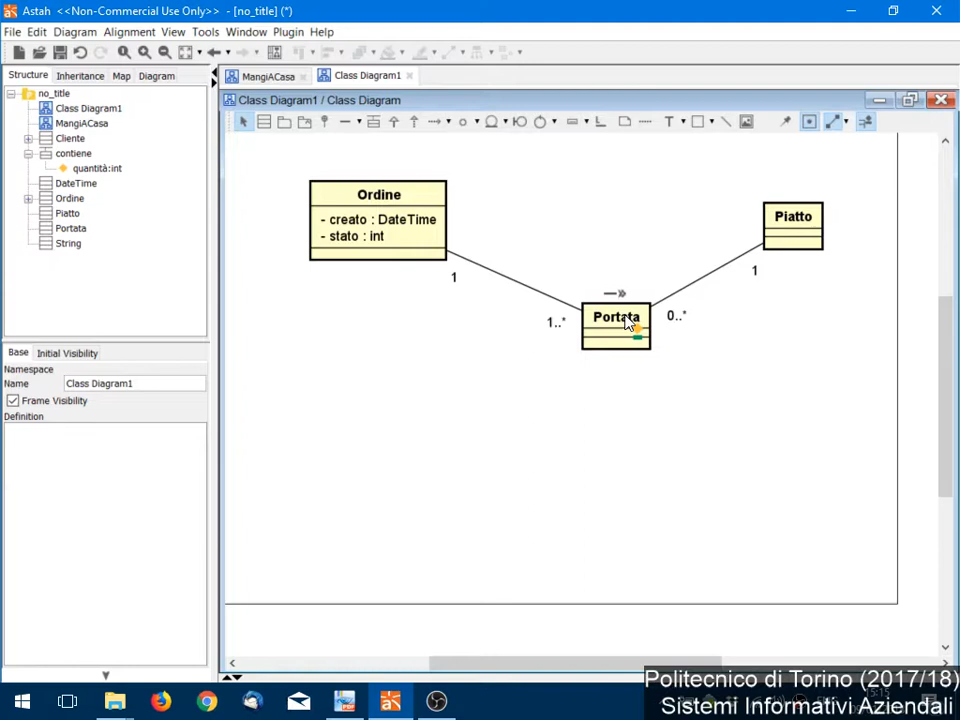 Astah <<Non-Commercial Use Only>> - [no_title] (*)
File Edit Diagram Alignment View Tools Window Plugin Help
Structure Inheritance Map Diagram
no_title
Class Diagram1
MangiACasa
Cliente
contiene
quantità:int
DateTime
Ordine
Piatto
Portata
String
Base Initial Visibility
Namespace
Name Class Diagram1
Frame Visibility
Definition
MangiACasa Class Diagram1
Class Diagram1 / Class Diagram
T
Ordine
- creato : DateTime
- stato : int
1
1..*
Portata
0..*
1
Piatto
Politecnico di Torino (2017/18)
Sistemi Informativi Aziendali